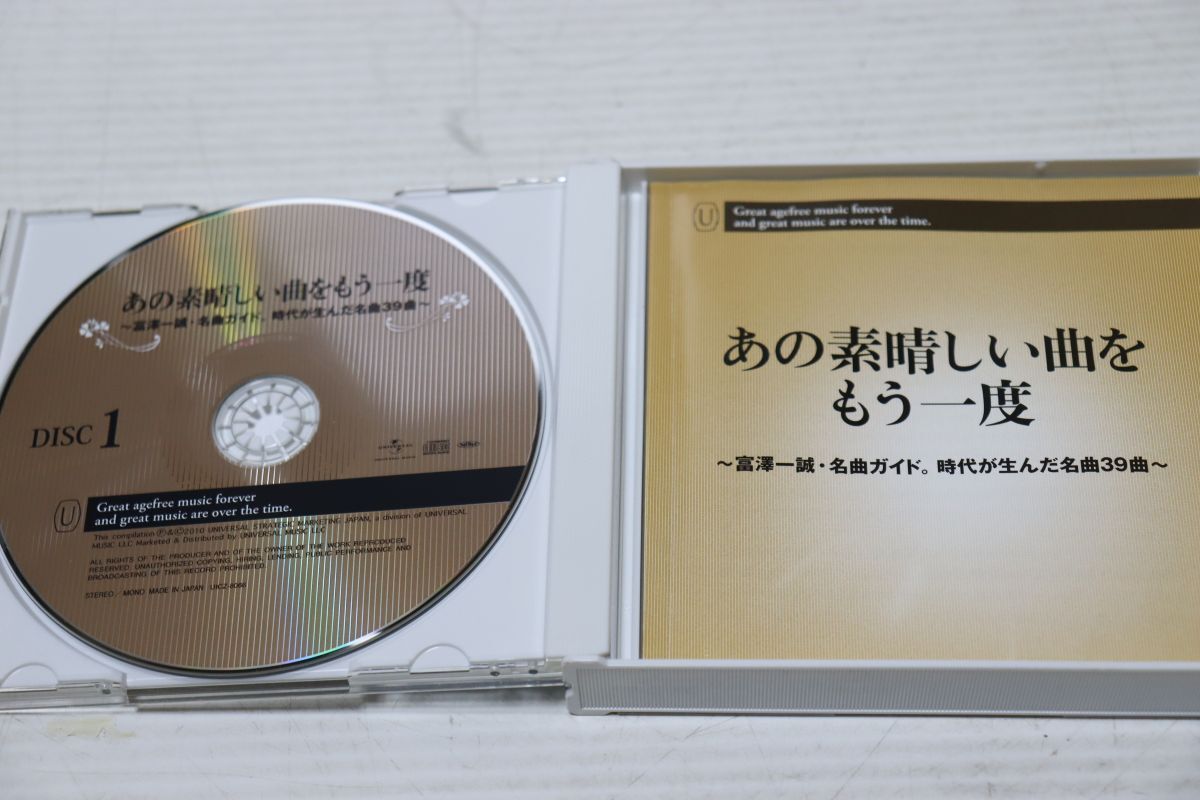 あの素晴しい曲をもう一度
～富澤一誠・名曲ガイド。時代が生んだ名曲39曲～
DISC 1
UNIVERSAL
UNIVERSAL MUSIC
U
Great agefree music forever
and great music are over the time.
This compilation ℗&©2010 UNIVERSAL STRATEGIC MARKETING JAPAN, a division of UNIVERSAL
MUSIC LLC Marketed & Distributed by UNIVERSAL MUSIC LLC
ALL RIGHTS OF THE PRODUCER AND OF THE OWNER OF THE WORK REPRODUCED
RESERVED. UNAUTHORIZED COPYING, HIRING, LENDING, PUBLIC PERFORMANCE AND
BROADCASTING OF THIS RECORD PROHIBITED.
STEREO／MONO MADE IN JAPAN UICZ-8066
U
Great agefree music forever
and great music are over the time.
あの素晴しい曲を
もう一度
～富澤一誠・名曲ガイド。時代が生んだ名曲39曲～